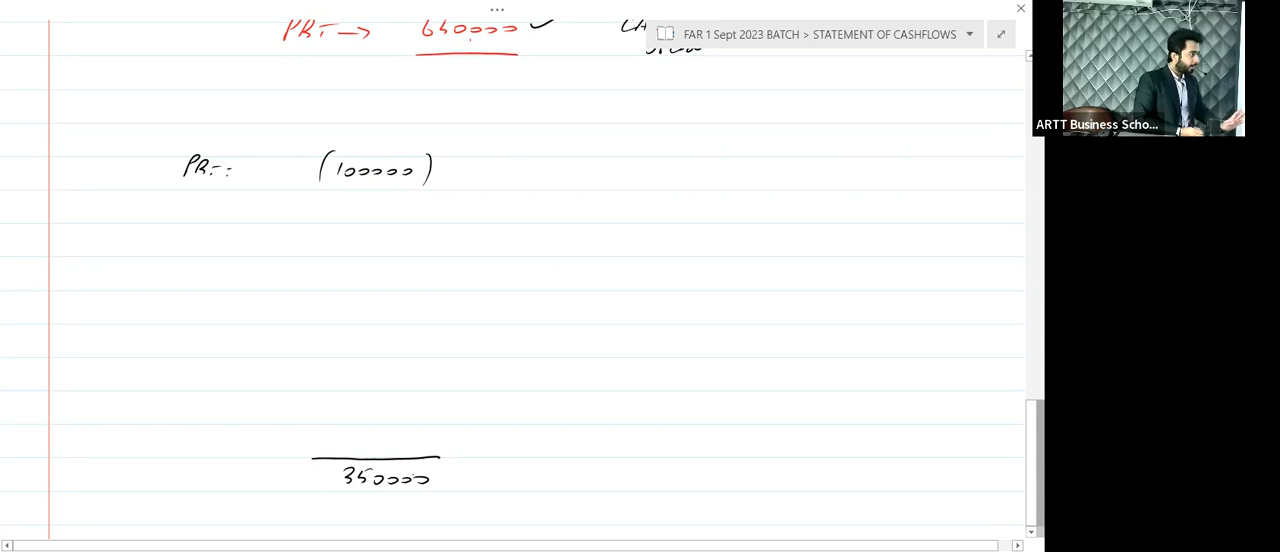 PBT → 650000 ✓
FAR 1 Sept 2023 BATCH > STATEMENT OF CASHFLOWS
ARTT Business Scho...
PBT: (100000)
350000